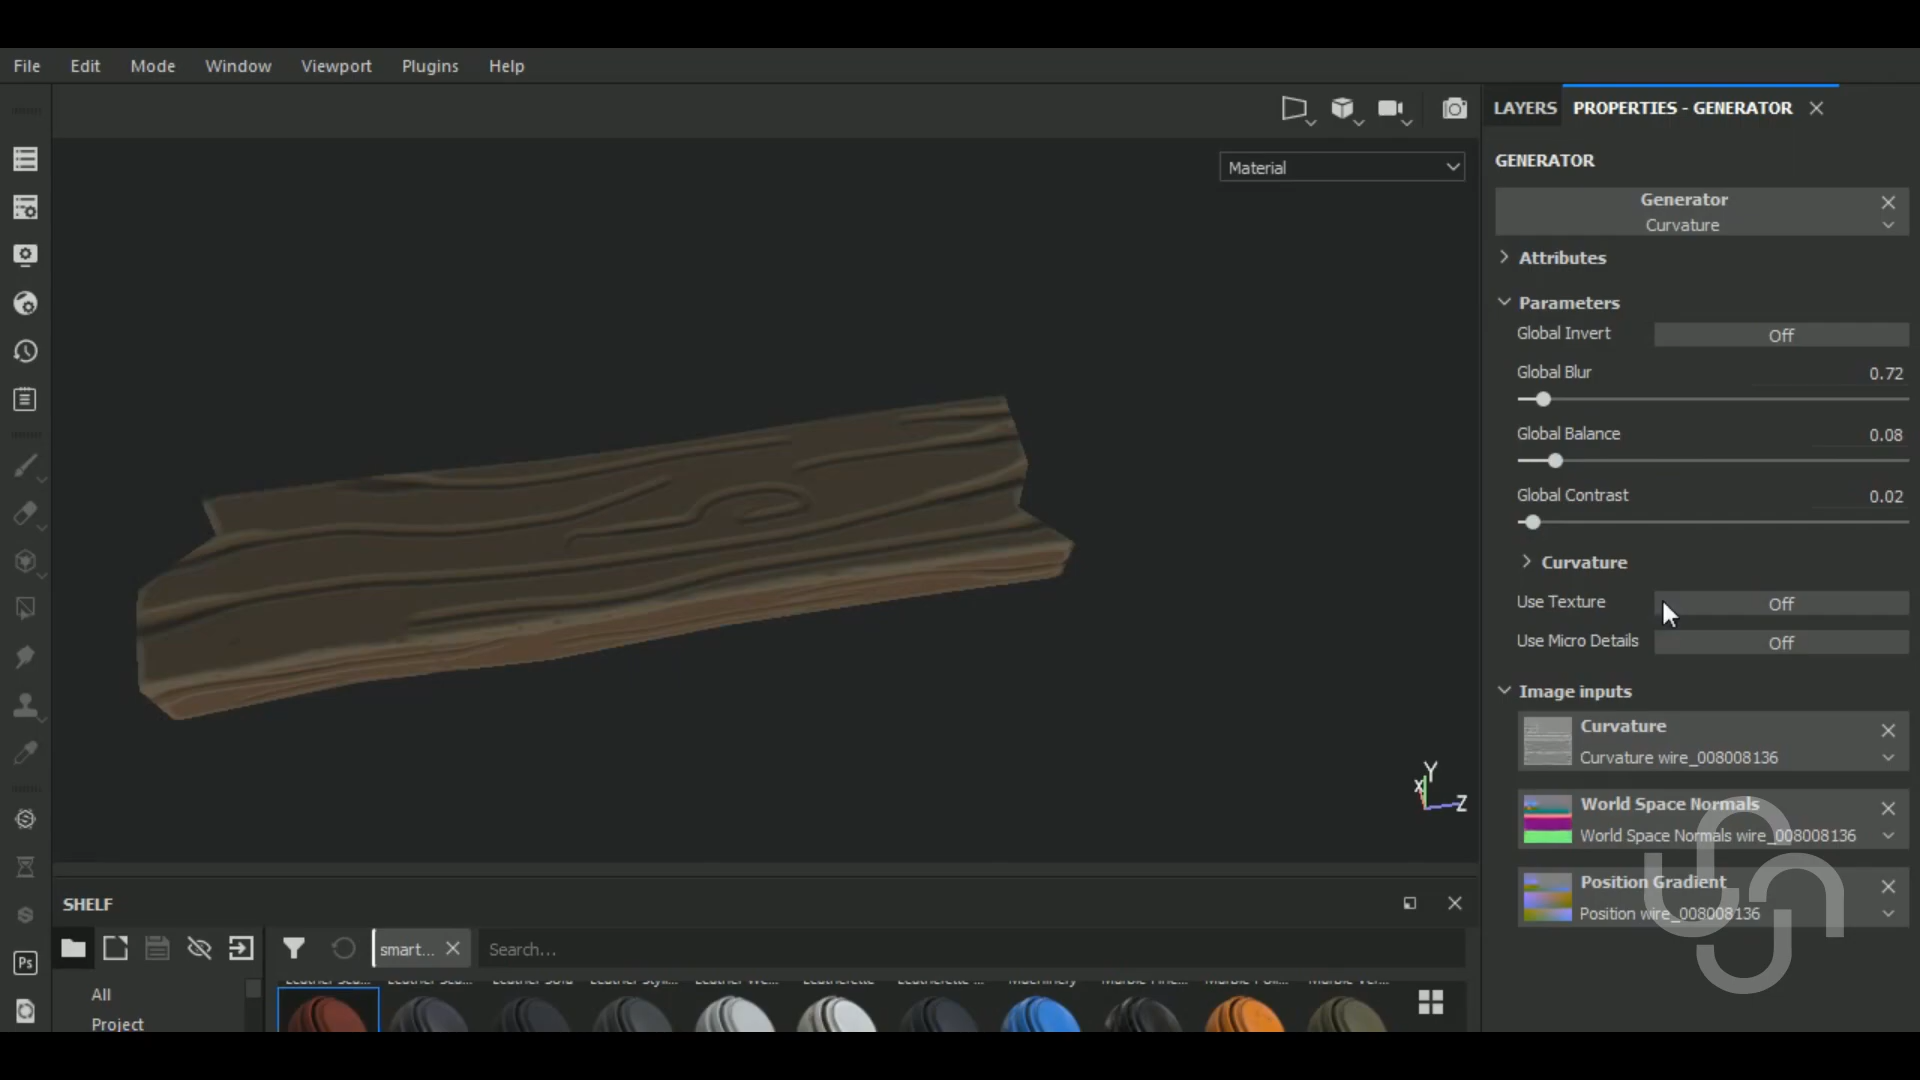 File Edit Mode Window Viewport Plugins Help
LAYERS PROPERTIES - GENERATOR
Material
GENERATOR
Generator
Curvature
Attributes
Parameters
Global Invert Off
Global Blur 0.72
Global Balance 0.08
Global Contrast 0.02
Curvature
Use Texture Off
Use Micro Details Off
Image inputs
Curvature
Curvature wire_008008136
World Space Normals
World Space Normals wire_008008136
Position Gradient
Position wire_008008136
Y
X
Z
SHELF
Ps
smart...
Search...
All
Project